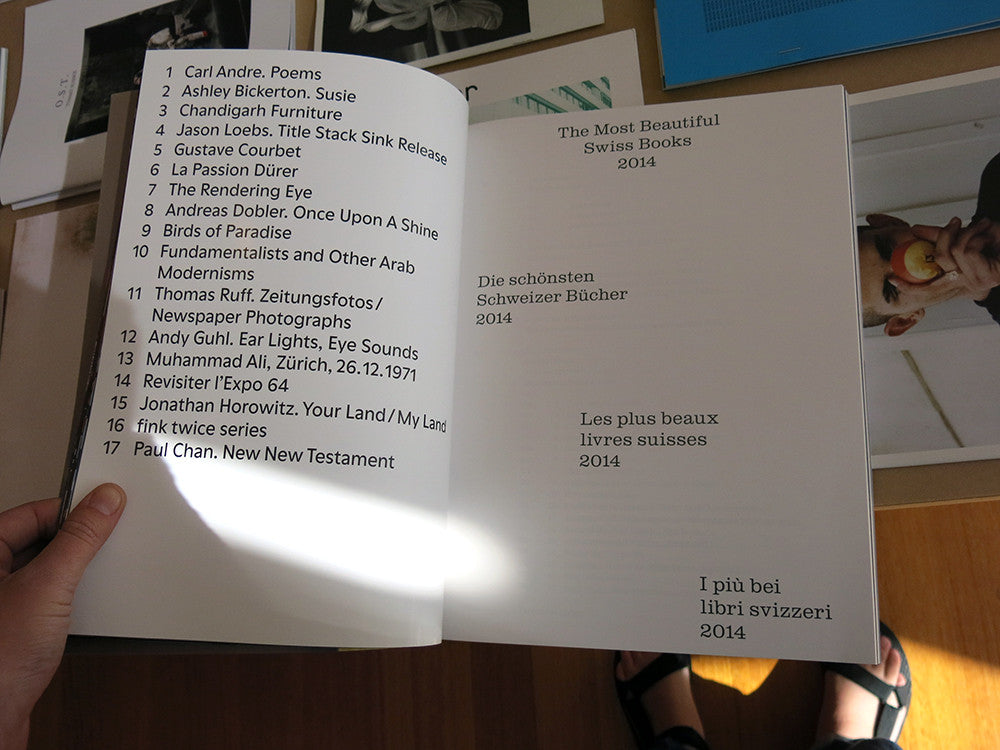 O.S.T.
r
1 Carl Andre. Poems
2 Ashley Bickerton. Susie
3 Chandigarh Furniture
4 Jason Loebs. Title Stack Sink Release
5 Gustave Courbet
6 La Passion Dürer
7 The Rendering Eye
8 Andreas Dobler. Once Upon A Shine
9 Birds of Paradise
10 Fundamentalists and Other Arab
Modernisms
11 Thomas Ruff. Zeitungsfotos/
Newspaper Photographs
12 Andy Guhl. Ear Lights, Eye Sounds
13 Muhammad Ali, Zürich, 26.12.1971
14 Revisiter l'Expo 64
15 Jonathan Horowitz. Your Land/My Land
16 fink twice series
17 Paul Chan. New New Testament
The Most Beautiful
Swiss Books
2014
Die schönsten
Schweizer Bücher
2014
Les plus beaux
livres suisses
2014
I più bei
libri svizzeri
2014